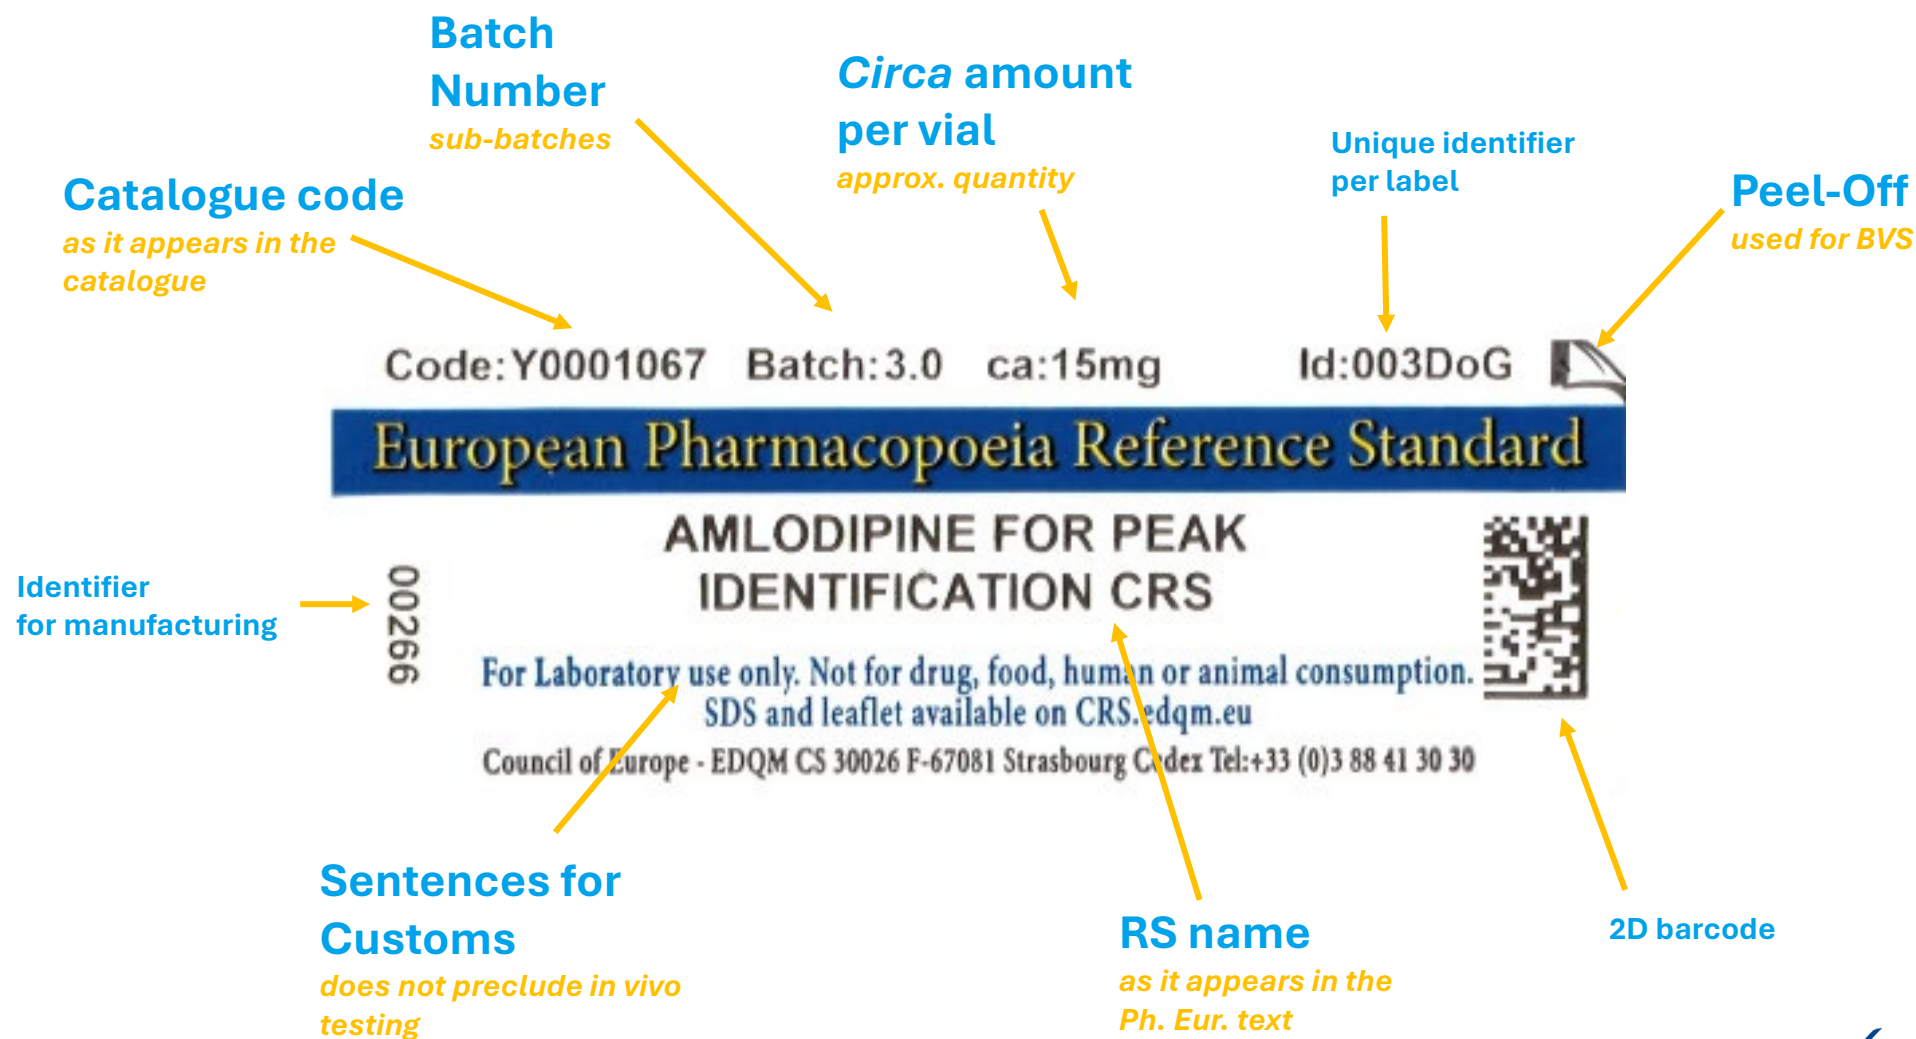 Batch
Number
sub-batches
Circa amount
per vial
approx. quantity
Unique identifier
per label
Peel-Off
used for BVS
Catalogue code
as it appears in the
catalogue
Code:Y0001067 Batch:3.0 ca:15mg Id:003DoG
European Pharmacopoeia Reference Standard
AMLODIPINE FOR PEAK
IDENTIFICATION CRS
Identifier
for manufacturing
002666
For Laboratory use only. Not for drug, food, human or animal consumption.
SDS and leaflet available on CRS.edqm.eu
Council of Europe - EDQM CS 30026 F-67081 Strasbourg Cedex Tel:+33 (0)3 88 41 30 30
Sentences for
Customs
does not preclude in vivo
testing
RS name
as it appears in the
Ph. Eur. text
2D barcode